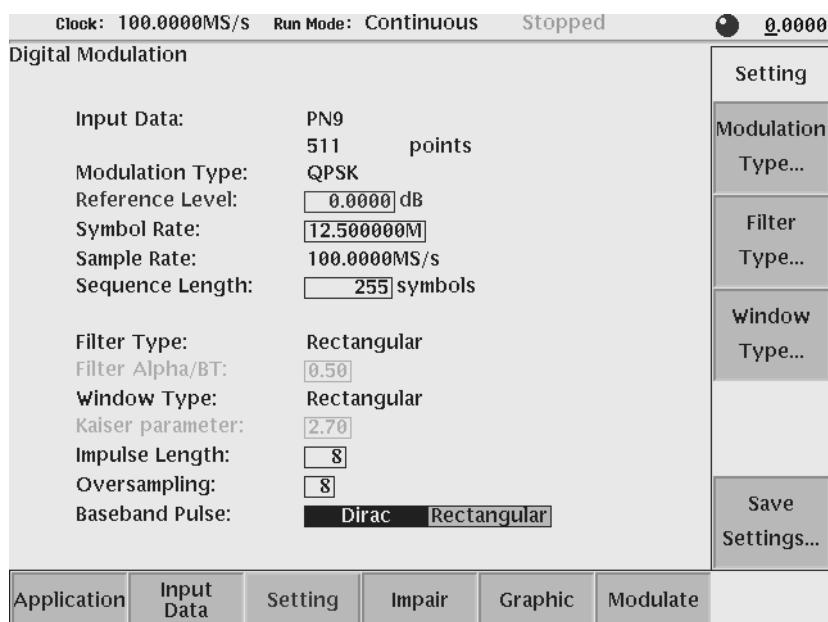 Clock: 100.0000MS/s Run Mode: Continuous Stopped 0.0000
Digital Modulation
Input Data: PN9
511 points
Modulation Type: QPSK
Reference Level: 0.0000 dB
Symbol Rate: 12.500000M
Sample Rate: 100.0000MS/s
Sequence Length: 255 symbols
Filter Type: Rectangular
Filter Alpha/BT: 0.50
Window Type: Rectangular
Kaiser parameter: 2.70
Impulse Length: 8
Oversampling: 8
Baseband Pulse: Dirac Rectangular
Setting
Modulation
Type...
Filter
Type...
Window
Type...
Save
Settings...
Application
Input
Data
Setting
Impair
Graphic
Modulate